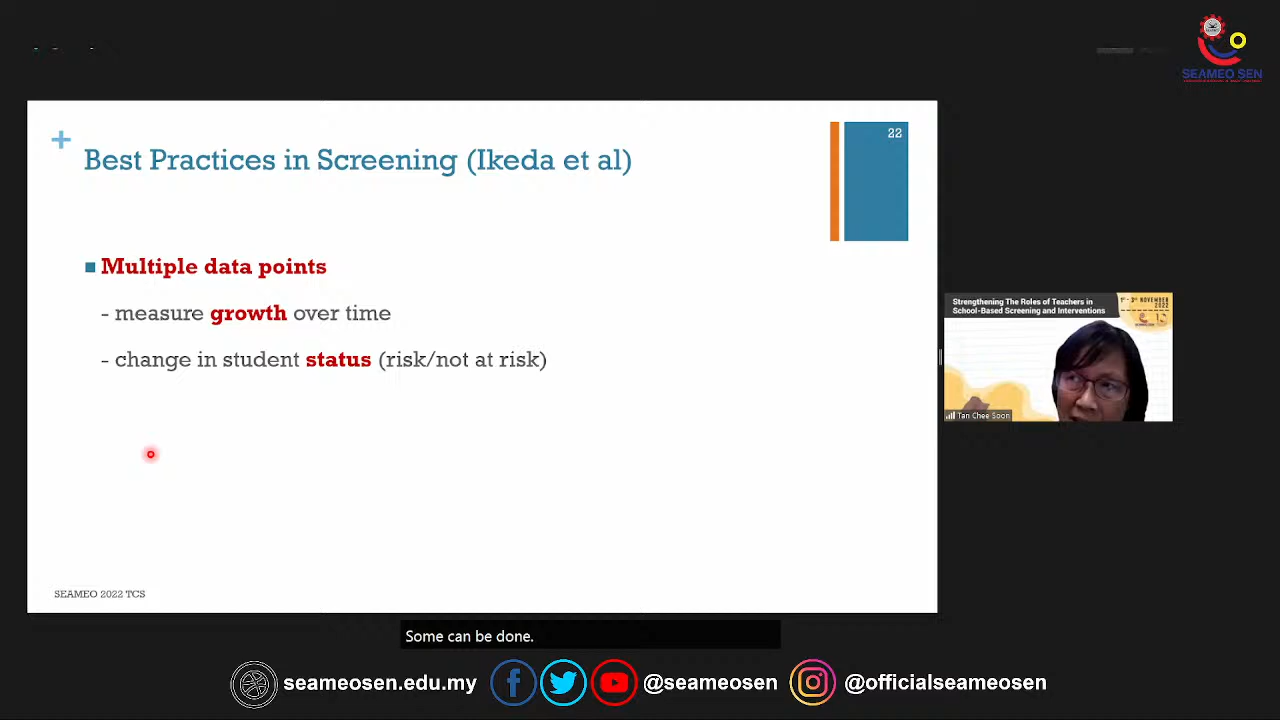 SEAMEO SEN
+
22
Best Practices in Screening (Ikeda et al)
Multiple data points
- measure growth over time
- change in student status (risk/not at risk)
SEAMEO 2022 TCS
Strengthening The Roles of Teachers in
School-Based Screening and Interventions
1st - 3rd NOVEMBER
2022
Tan Chee Soon
Some can be done.
seameosen.edu.my
@seameosen
@officialseameosen